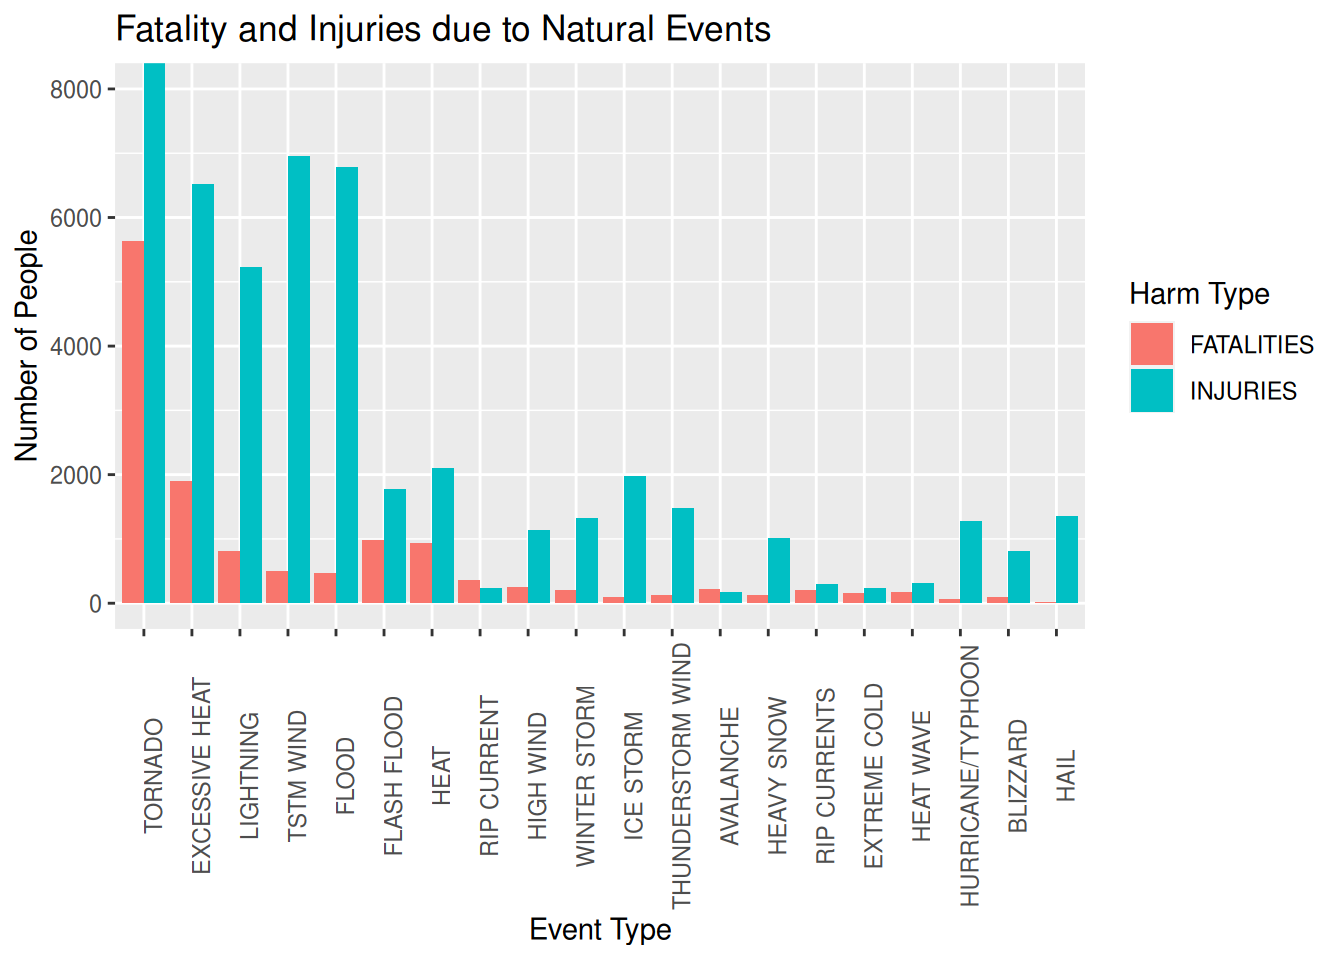 Fatality and Injuries due to Natural Events
Number of People
8000
6000
4000
2000
0
TORNADO
EXCESSIVE HEAT
LIGHTNING
TSTM WIND
FLOOD
FLASH FLOOD
HEAT
RIP CURRENT
HIGH WIND
WINTER STORM
ICE STORM
THUNDERSTORM WIND
AVALANCHE
HEAVY SNOW
RIP CURRENTS
EXTREME COLD
HEAT WAVE
HURRICANE/TYPHOON
BLIZZARD
HAIL
Event Type
Harm Type
FATALITIES
INJURIES